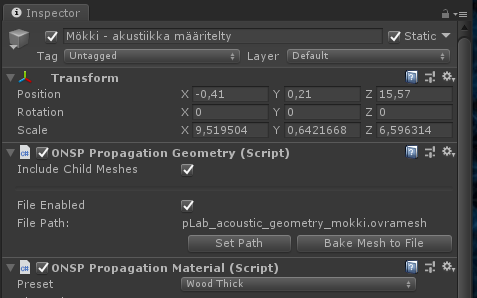 Inspector
Mökki - akustiikka määritelty Static
Tag Untagged Layer Default
Transform
Position X -0,41 Y 0,21 Z 15,57
Rotation X 0 Y 0 Z 0
Scale X 9,519504 Y 0,6421668 Z 6,596314
ONSP Propagation Geometry (Script)
Include Child Meshes
File Enabled
File Path: pLab_acoustic_geometry_mokki.ovramesh
Set Path Bake Mesh to File
ONSP Propagation Material (Script)
Preset Wood Thick